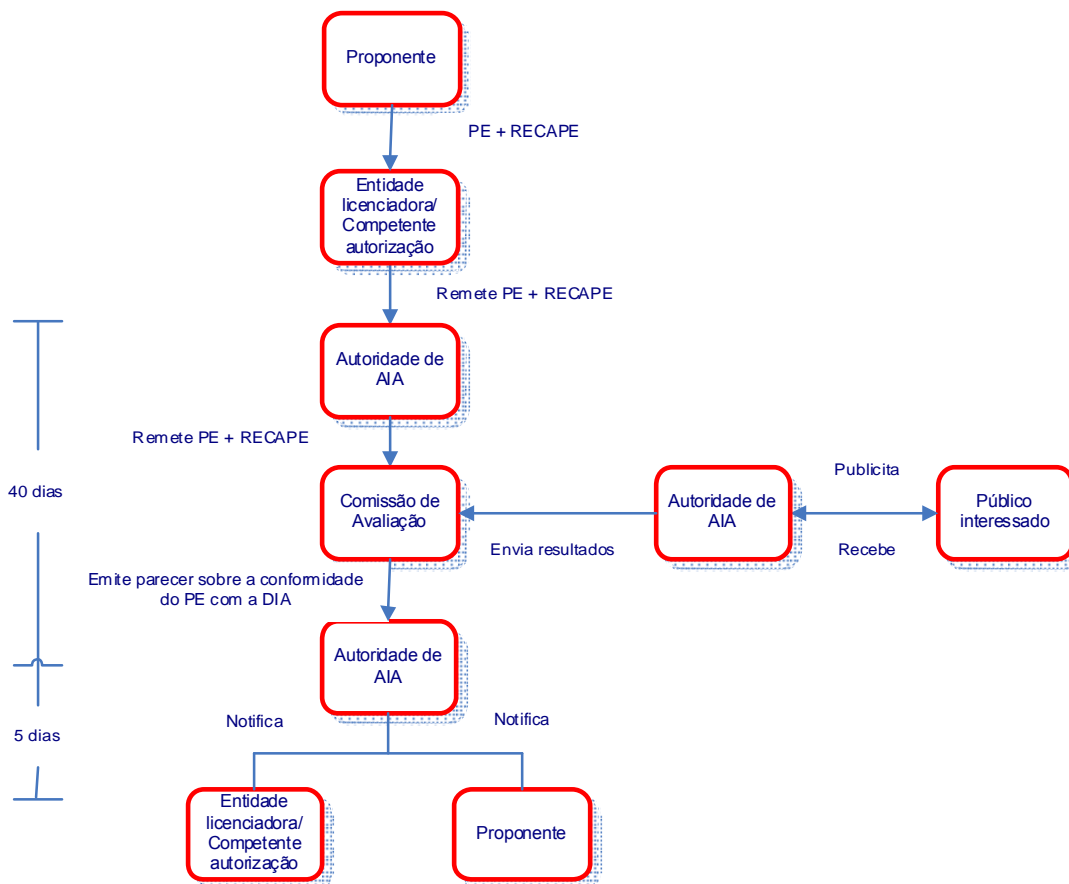 Proponente
PE + RECAPE
Entidade
licenciadora/
Competente
autorização
Remete PE + RECAPE
Autoridade de
AIA
Remete PE + RECAPE
40 dias
Comissão de
Avaliação
Envia resultados
Autoridade de
AIA
Publicita
Recebe
Público
interessado
Emite parecer sobre a conformidade
do PE com a DIA
Autoridade de
AIA
5 dias
Notifica
Notifica
Entidade
licenciadora/
Competente
autorização
Proponente